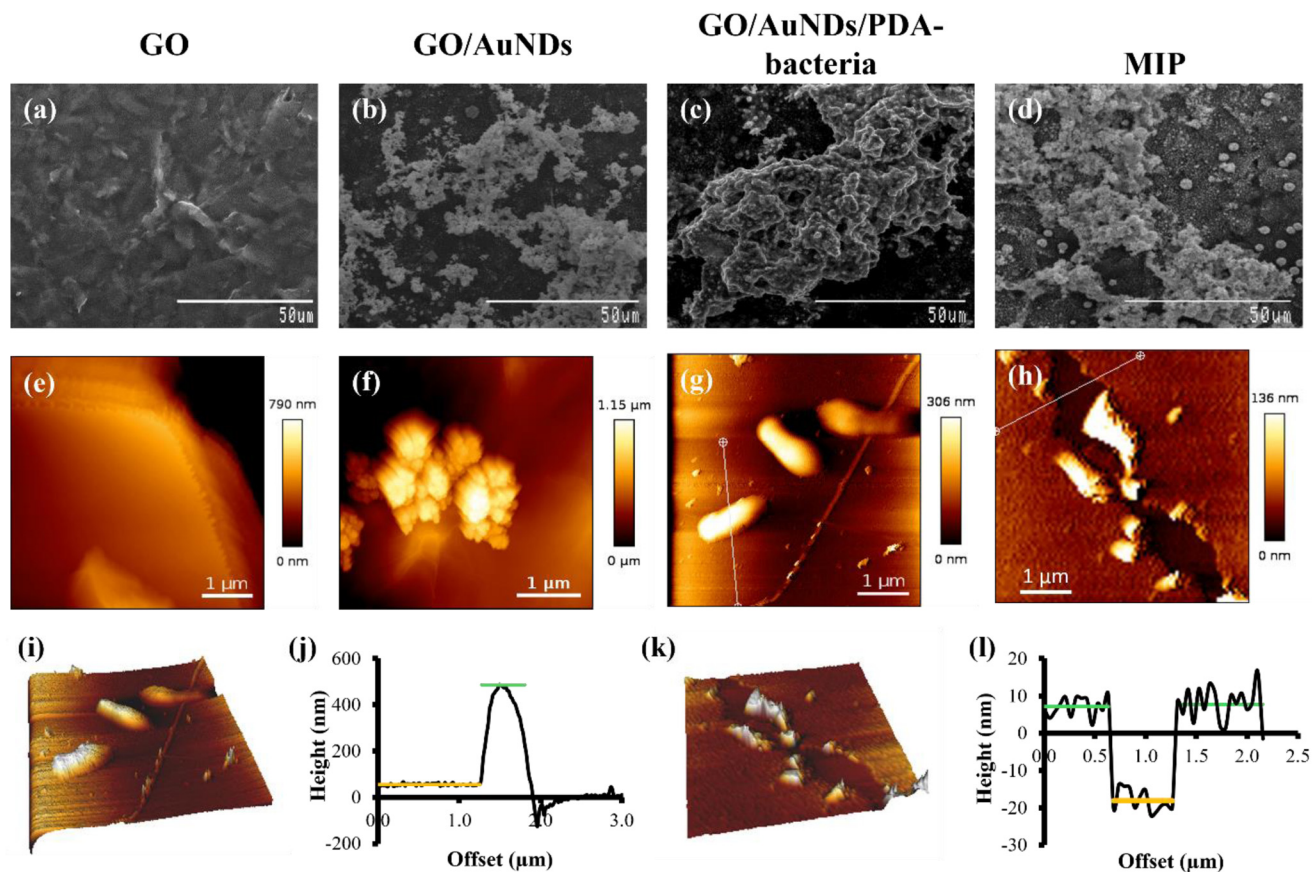 GO
GO/AuNDs
GO/AuNDs/PDA-
bacteria
MIP
(a)
50um
(b)
50um
(c)
50um
(d)
50um
(e)
1 μm
790 nm
0 nm
(f)
1 μm
1.15 μm
0 μm
(g)
1 μm
306 nm
0 nm
(h)
1 μm
136 nm
0 nm
(i)
(j)
600
400
200
0
-200
Height (nm)
0.0
1.0
2.0
3.0
Offset (μm)
(k)
(l)
20
10
0
-10
-20
-30
Height (nm)
0.0
0.5
1.0
1.5
2.0
2.5
Offset (μm)